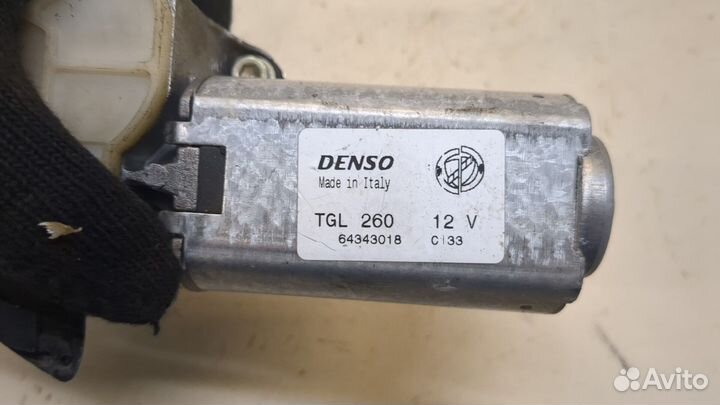 DENSO
Made in Italy
TGL 260 12 V
64343018 C133
Avito